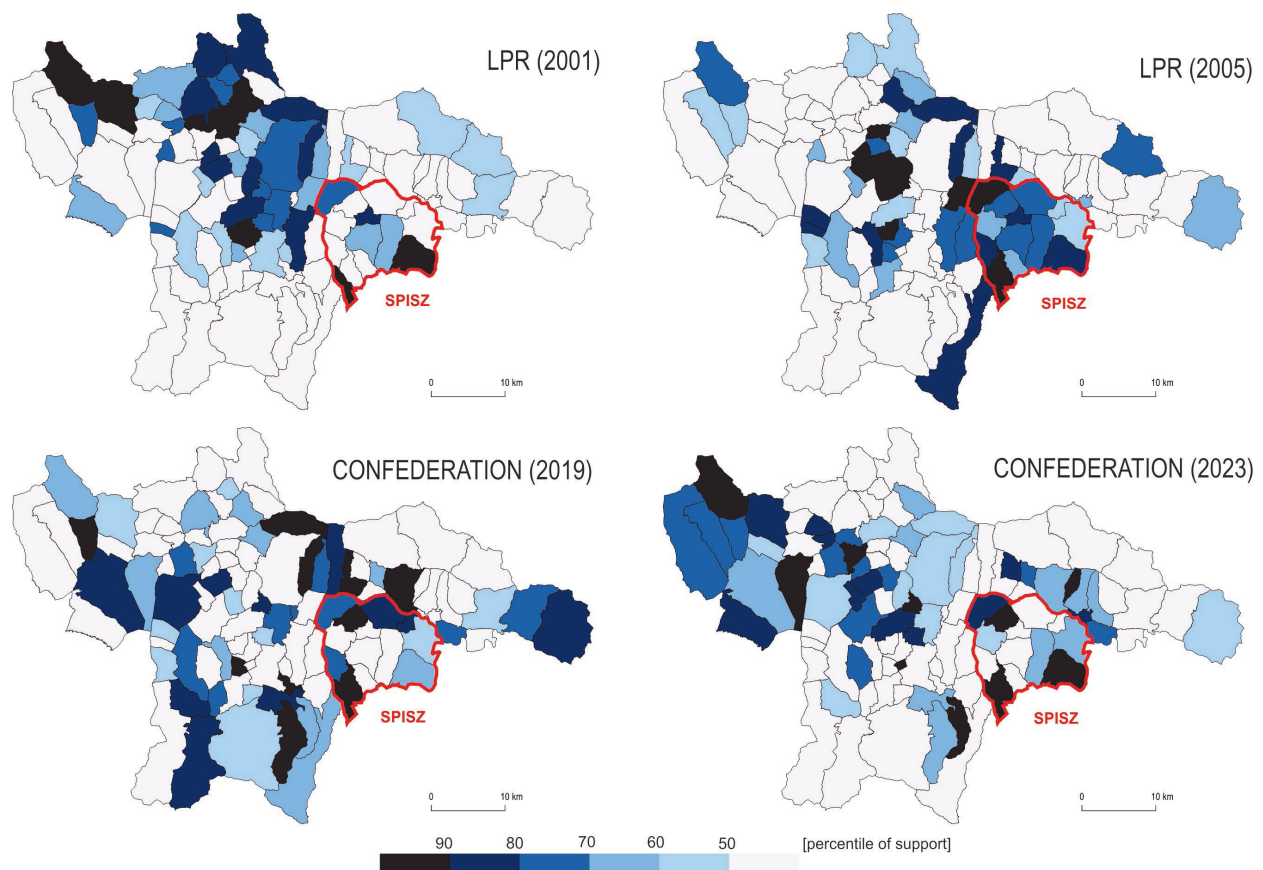 LPR (2001)
SPISZ
0 10 km
LPR (2005)
SPISZ
0 10 km
CONFEDERATION (2019)
SPISZ
0 10 km
CONFEDERATION (2023)
SPISZ
0 10 km
90 80 70 60 50 [percentile of support]